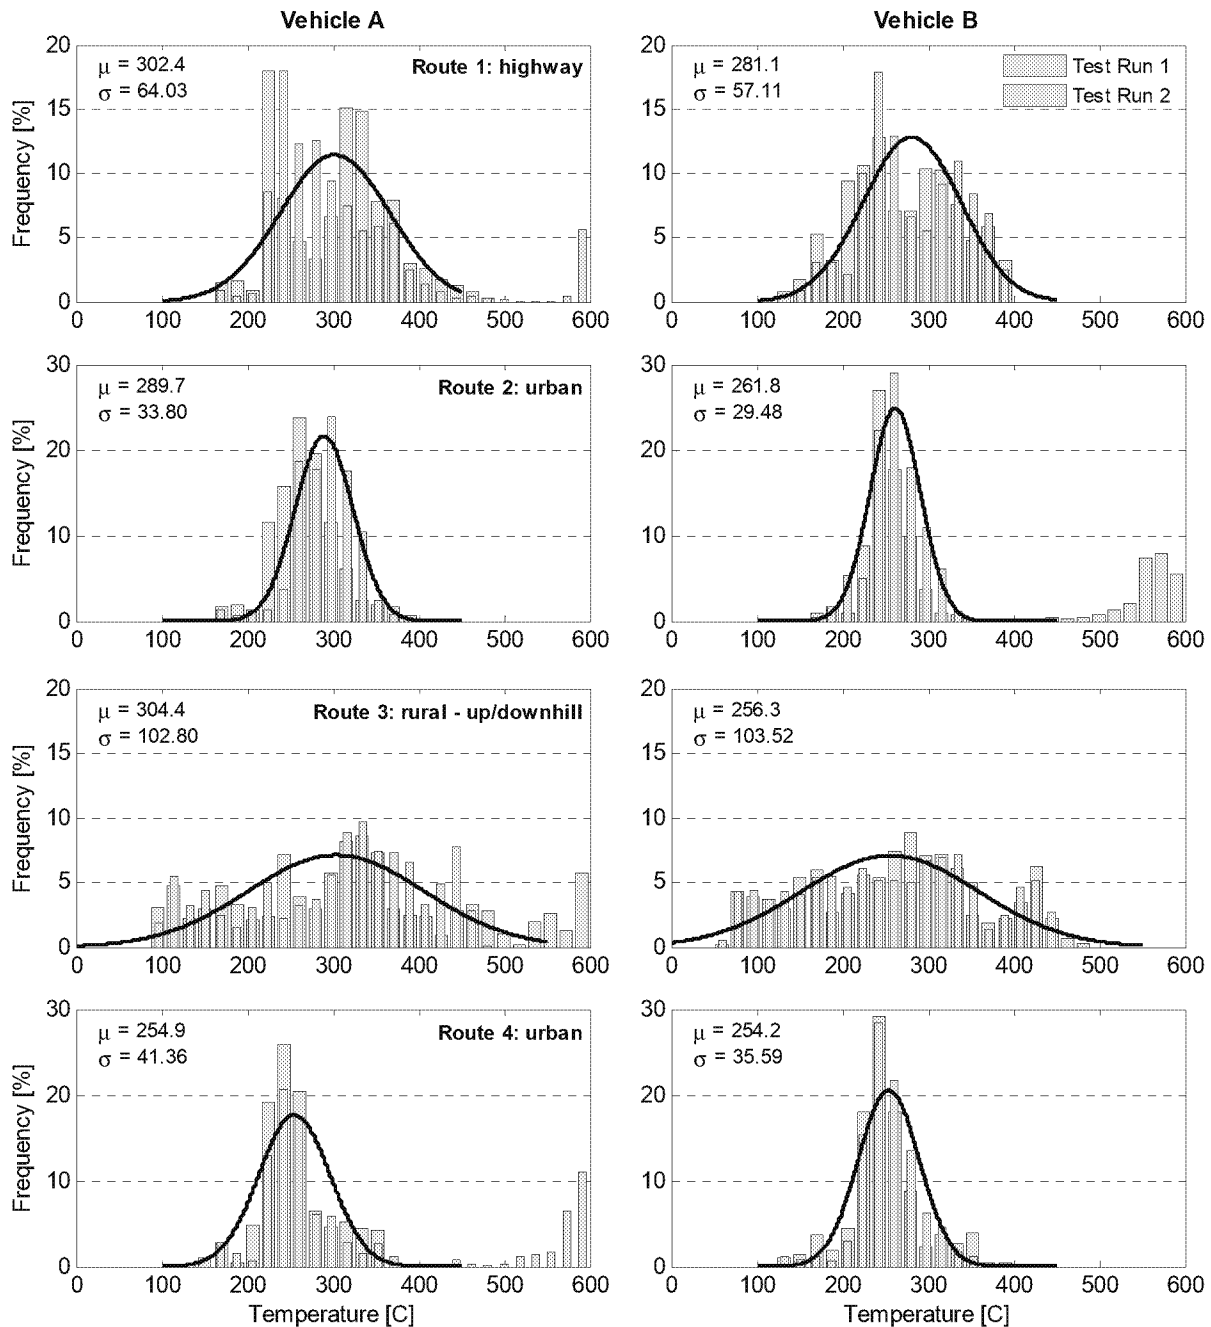 Vehicle A
Vehicle B
20
15
10
5
0
Frequency [%]
μ = 302.4
σ = 64.03
Route 1: highway
0 100 200 300 400 500 600
20
15
10
5
0
μ = 281.1
σ = 57.11
Test Run 1
Test Run 2
0 100 200 300 400 500 600
30
20
10
0
Frequency [%]
μ = 289.7
σ = 33.80
Route 2: urban
0 100 200 300 400 500 600
30
20
10
0
μ = 261.8
σ = 29.48
0 100 200 300 400 500 600
20
15
10
5
0
Frequency [%]
μ = 304.4
σ = 102.80
Route 3: rural - up/downhill
0 100 200 300 400 500 600
20
15
10
5
0
μ = 256.3
σ = 103.52
0 100 200 300 400 500 600
30
20
10
0
Frequency [%]
μ = 254.9
σ = 41.36
Route 4: urban
0 100 200 300 400 500 600
Temperature [C]
30
20
10
0
μ = 254.2
σ = 35.59
0 100 200 300 400 500 600
Temperature [C]